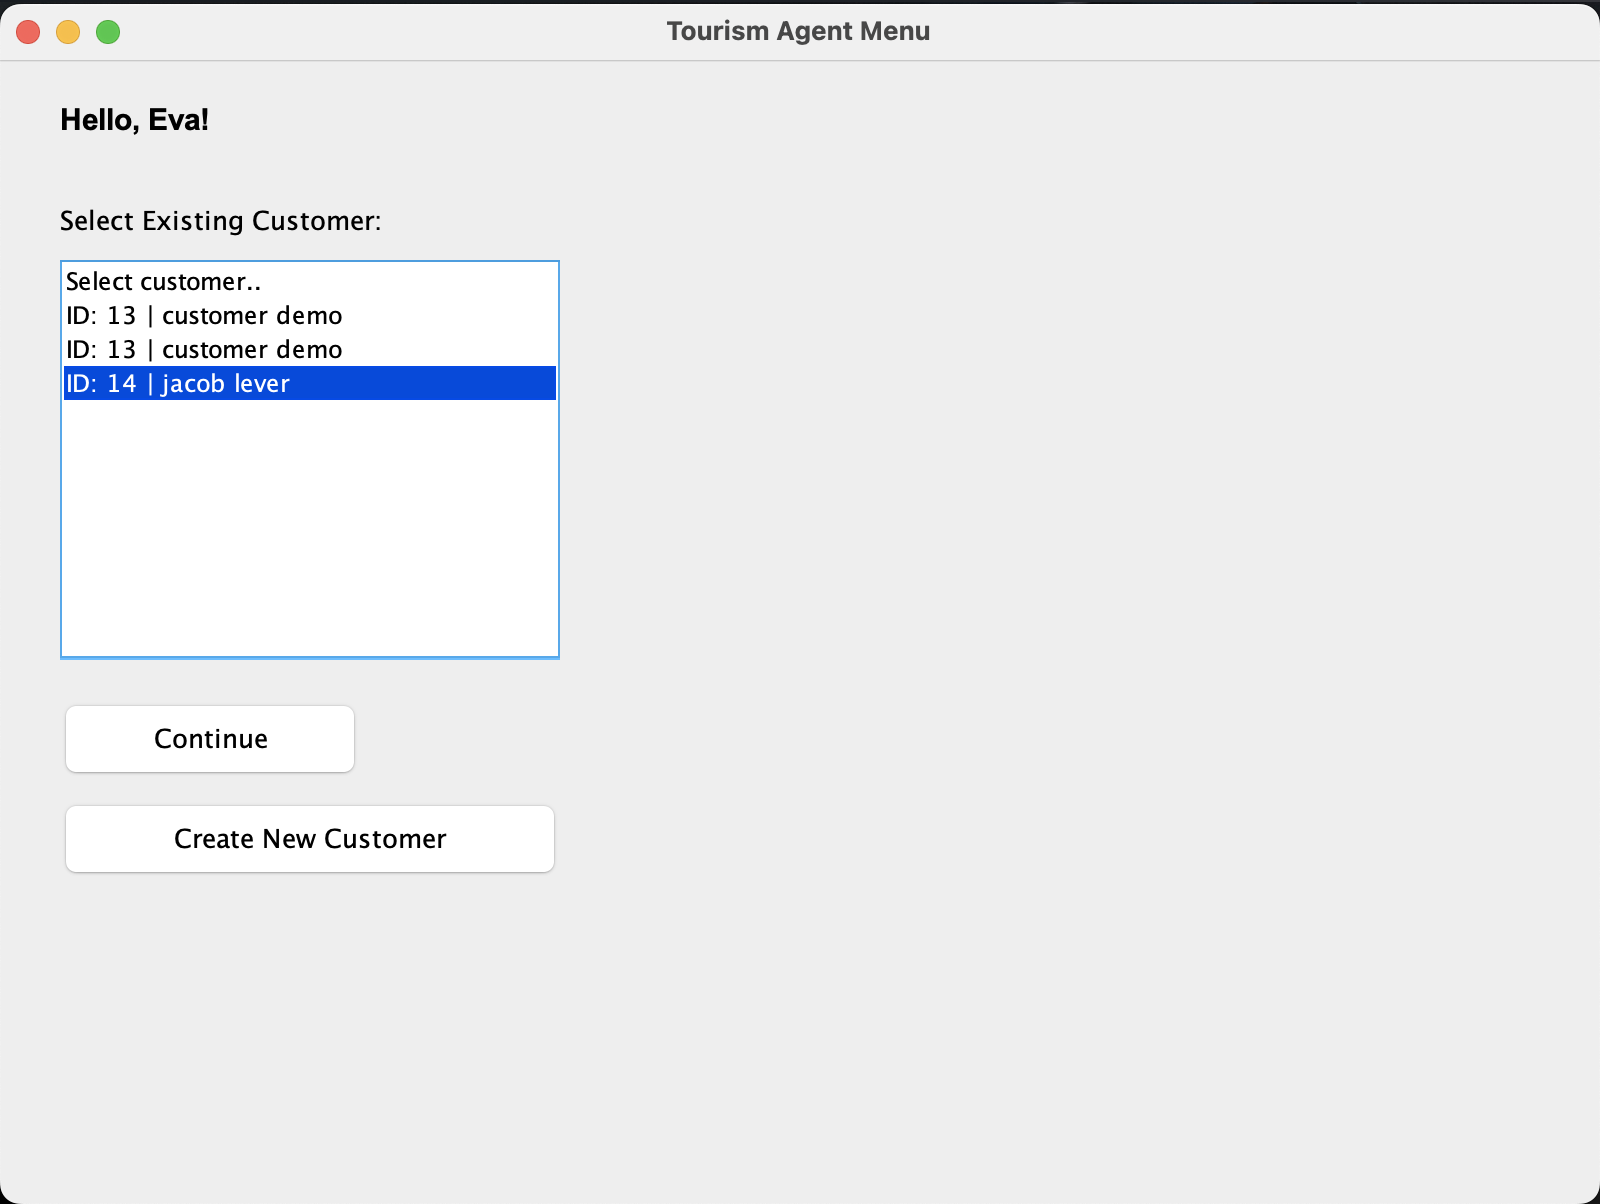 Tourism Agent Menu
Hello, Eva!
Select Existing Customer:
Select customer..
ID: 13 | customer demo
ID: 13 | customer demo
ID: 14 | jacob lever
Continue
Create New Customer